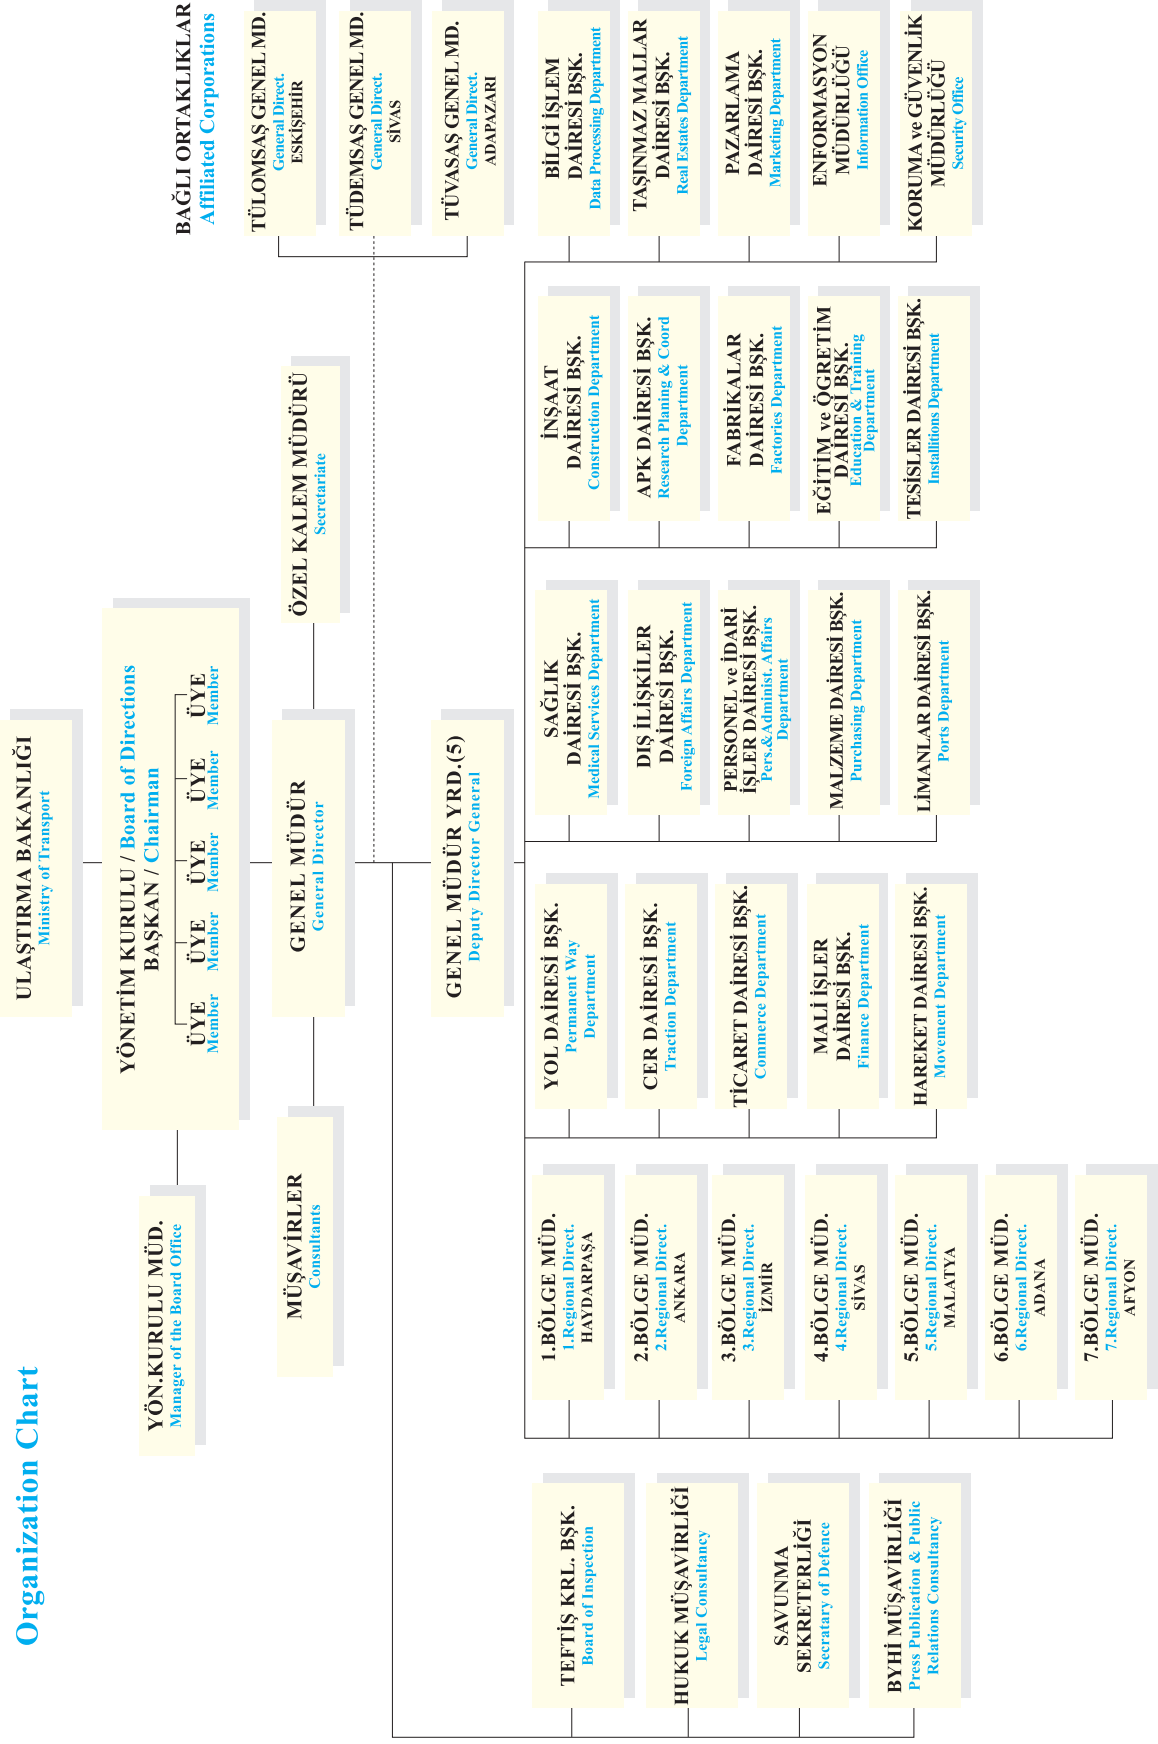 Organization Chart
ULAŞTIRMA BAKANLIĞI
Ministry of Transport
YÖNETİM KURULU / Board of Directions
BAŞKAN / Chairman
ÜYE
Member
ÜYE
Member
ÜYE
Member
ÜYE
Member
ÜYE
Member
YÖN.KURULU MÜD.
Manager of the Board Office
GENEL MÜDÜR
General Director
MÜŞAVİRLER
Consultants
ÖZEL KALEM MÜDÜRÜ
Secretariate
BAĞLI ORTAKLIKLAR
Affiliated Corporations
TÜLOMSAŞ GENEL MD.
General Direct.
ESKİŞEHİR
TÜDEMSAŞ GENEL MD.
General Direct.
SİVAS
TÜVASAŞ GENEL MD.
General Direct.
ADAPAZARI
GENEL MÜDÜR YRD.(5)
Deputy Director General
TEFTİŞ KRL. BŞK.
Board of Inspection
HUKUK MÜŞAVİRLİĞİ
Legal Consultancy
SAVUNMA
SEKRETERLİĞİ
Secratary of Defence
BYHİ MÜŞAVİRLİĞİ
Press Publication & Public
Relations Consultancy
1.BÖLGE MÜD.
1.Regional Direct.
HAYDARPAŞA
2.BÖLGE MÜD.
2.Regional Direct.
ANKARA
3.BÖLGE MÜD.
3.Regional Direct.
İZMİR
4.BÖLGE MÜD.
4.Regional Direct.
SİVAS
5.BÖLGE MÜD.
5.Regional Direct.
MALATYA
6.BÖLGE MÜD.
6.Regional Direct.
ADANA
7.BÖLGE MÜD.
7.Regional Direct.
AFYON
YOL DAİRESİ BŞK.
Permanent Way
Department
CER DAİRESİ BŞK.
Traction Department
TİCARET DAİRESİ BŞK.
Commerce Department
MALİ İŞLER
DAİRESİ BŞK.
Finance Department
HAREKET DAİRESİ BŞK.
Movement Department
SAĞLIK
DAİRESİ BŞK.
Medical Services Department
DIŞ İLİŞKİLER
DAİRESİ BŞK.
Foreign Affairs Department
PERSONEL ve İDARİ
İŞLER DAİRESİ BŞK.
Pers.&Administ. Affairs
Department
MALZEME DAİRESİ BŞK.
Purchasing Department
LİMANLAR DAİRESİ BŞK.
Ports Department
İNŞAAT
DAİRESİ BŞK.
Construction Department
APK DAİRESİ BŞK.
Research Planing & Coord
Department
FABRİKALAR
DAİRESİ BŞK.
Factories Department
EĞİTİM ve ÖGRETİM
DAİRESİ BŞK.
Education & Training
Department
TESİSLER DAİRESİ BŞK.
Installitions Department
BİLGİ İŞLEM
DAİRESİ BŞK.
Data Processing Department
TAŞINMAZ MALLAR
DAİRESİ BŞK.
Real Estates Department
PAZARLAMA
DAİRESİ BŞK.
Marketing Department
ENFORMASYON
MÜDÜRLÜĞÜ
Information Office
KORUMA ve GÜVENLİK
MÜDÜRLÜĞÜ
Security Office